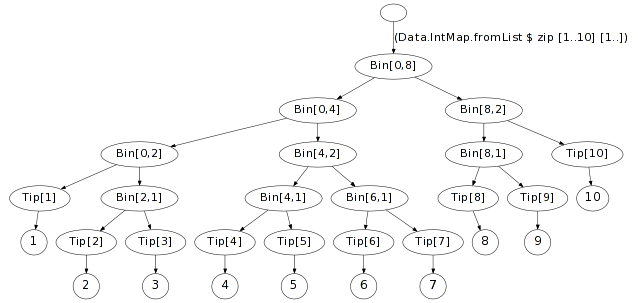 (Data.IntMap.fromList $ zip [1..10] [1..])
Bin[0,8]
Bin[0,4] Bin[8,2]
Bin[0,2] Bin[4,2] Bin[8,1] Tip[10]
Tip[1] Bin[2,1] Bin[4,1] Bin[6,1] Tip[8] Tip[9] 10
1 Tip[2] Tip[3] Tip[4] Tip[5] Tip[6] Tip[7] 8 9
2 3 4 5 6 7